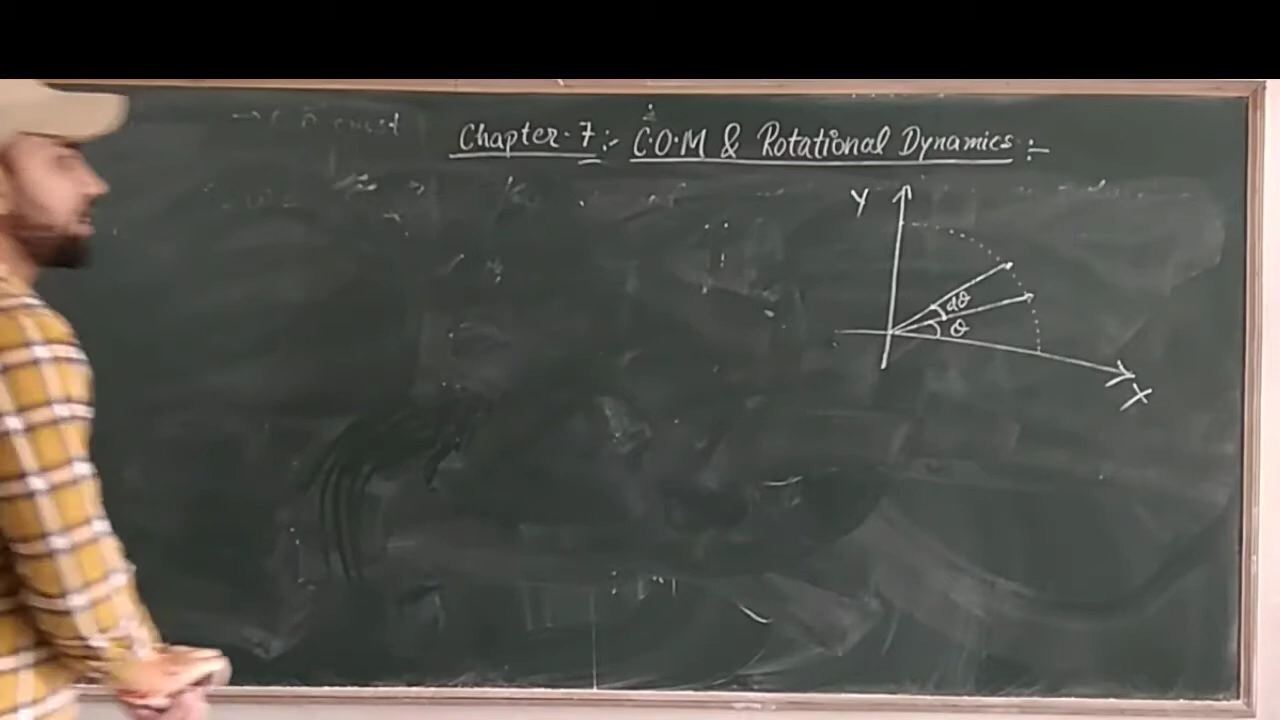 Chapter-7:- C.O.M & Rotational Dynamics:-
Y
dθ
θ
X